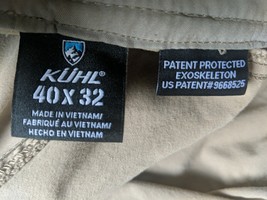 KÜHL
40 X 32
MADE IN VIETNAM/
FABRIQUÉ AU VIETNAM/
HECHO EN VIETNAM
PATENT PROTECTED
EXOSKELETON
US PATENT#9668525